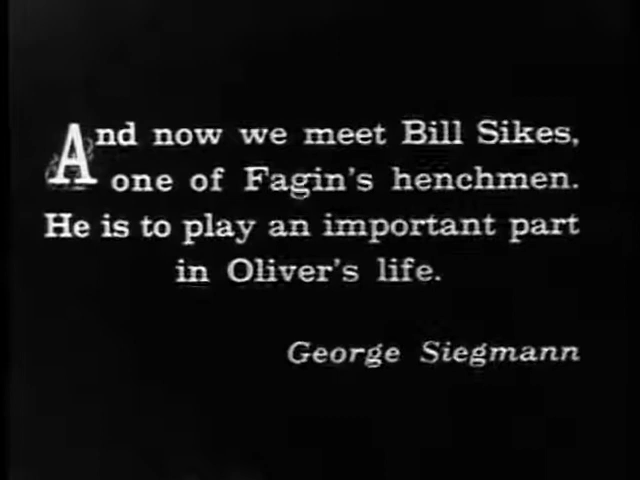 And now we meet Bill Sikes,
one of Fagin's henchmen.
He is to play an important part
in Oliver's life.
George Siegmann